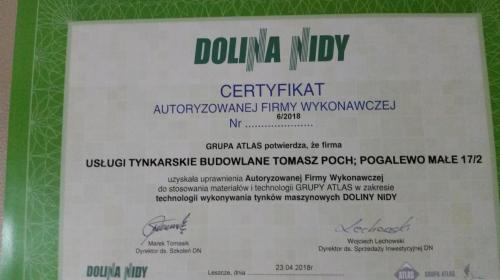 DOLINA NIDY
CERTYFIKAT
AUTORYZOWANEJ FIRMY WYKONAWCZEJ
Nr 6/2018
GRUPA ATLAS potwierdza, że firma
USŁUGI TYNKARSKIE BUDOWLANE TOMASZ POCH; POGALEWO MAŁE 17/2
uzyskała uprawnienia Autoryzowanej Firmy Wykonawczej
do stosowania materiałów i technologii GRUPY ATLAS w zakresie
technologii wykonywania tynków maszynowych DOLINY NIDY
Marek Tomasik
Dyrektor ds. Szkoleń DN
Wojciech Lechowski
Dyrektor ds. Sprzedaży Inwestycyjnej DN
DOLINA NIDY
Leszcze, dnia 23.04.2018r
ATLAS
GRUPA ATLAS